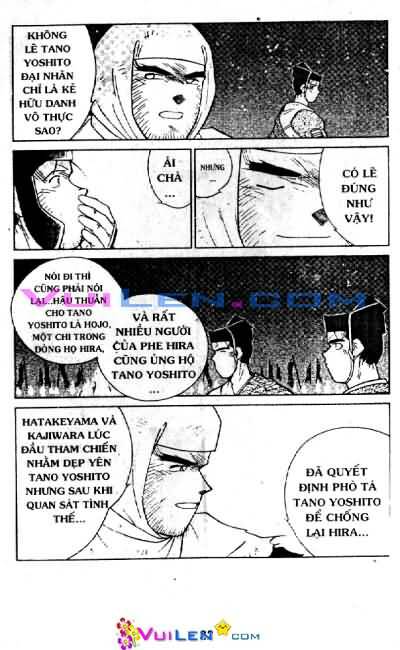 KHÔNG
LẼ TANO
YOSHITO
ĐẠI NHÂN
CHỈ LÀ KẺ
HỮU DANH
VÔ THỰC
SAO?
ÁI
CHÀ
...
NHƯNG
...
CÓ LẼ
ĐÚNG
NHƯ
VẬY!
NÓI ĐI THÌ
CŨNG PHẢI NÓI
LẠI...HẬU THUẪN
CHO TANO
YOSHITO LÀ HOJO,
MỘT CHI TRONG
DÒNG HỌ HIRA,
VÀ RẤT
NHIỀU NGƯỜI
CỦA PHE HIRA
CŨNG ỦNG HỘ
TANO YOSHITO
...
VUILEN.COM
HATAKEYAMA VÀ
KAJIWARA LÚC
ĐẦU THAM CHIẾN
NHẰM DẸP YÊN
TANO YOSHITO
NHƯNG SAU KHI
QUAN SÁT TÌNH
THẾ...
ĐÃ QUYẾT
ĐỊNH PHÒ TÁ
TANO YOSHITO
ĐỂ CHỐNG
LẠI HIRA...
VUILEN.COM